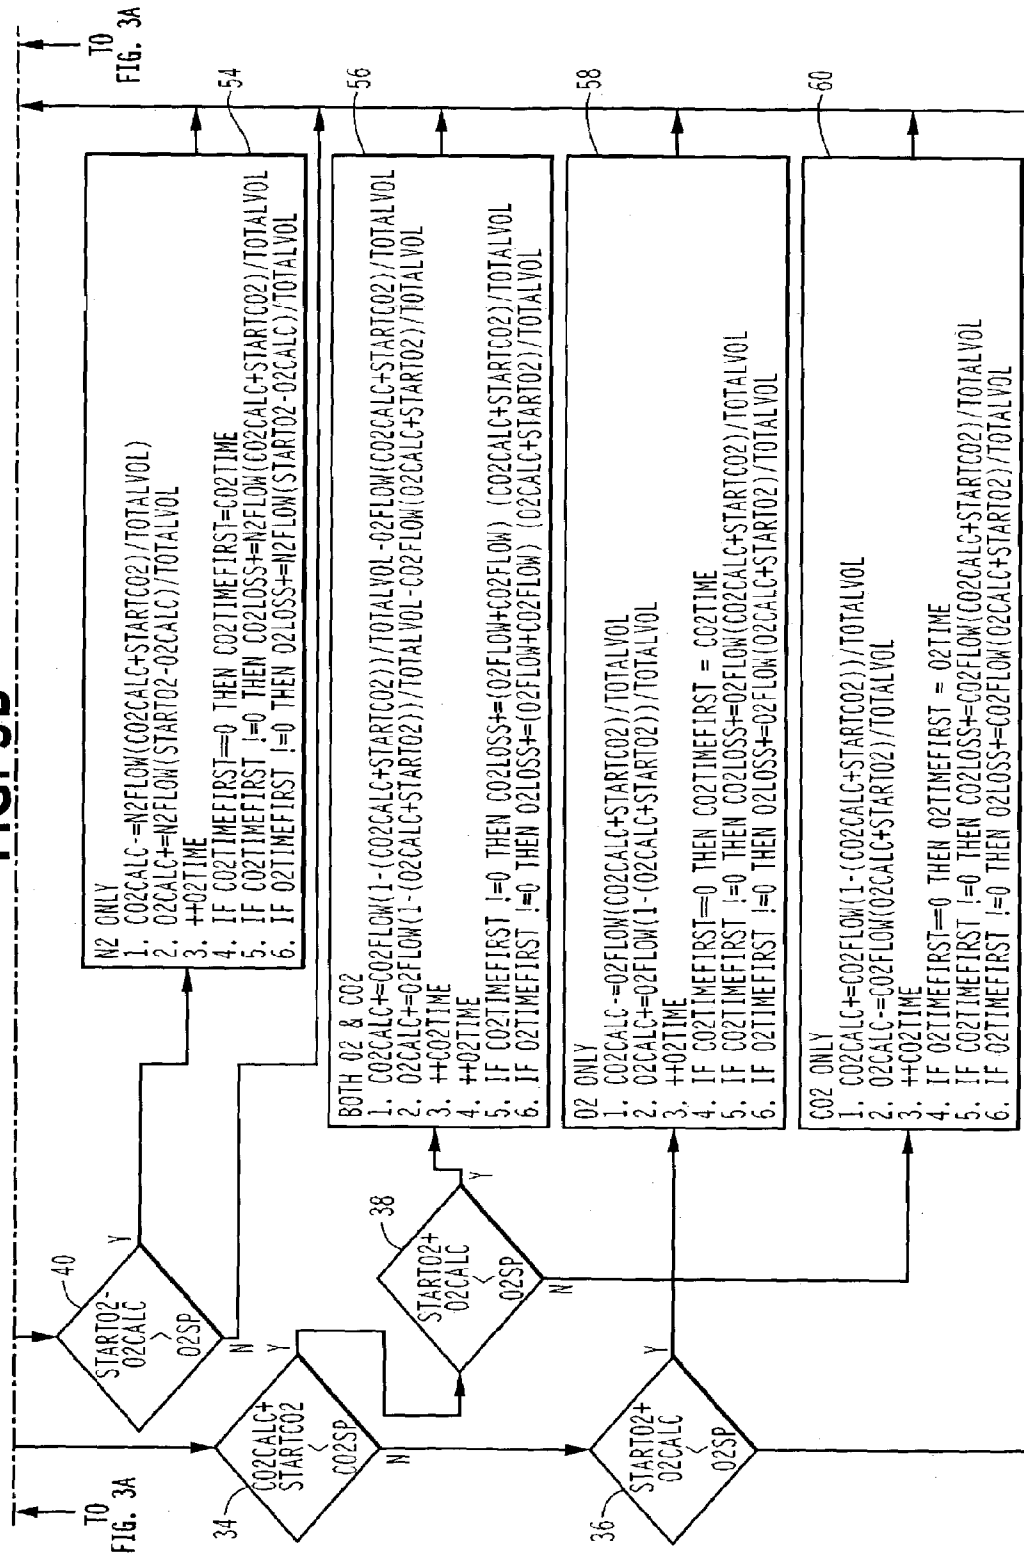 TO
FIG. 3A
TO
FIG. 3A
40
STARTO2-
O2CALC
>
O2SP
Y
N
N2 ONLY
1. CO2CALC-=N2FLOW(CO2CALC+STARTCO2)/TOTALVOL)
2. O2CALC+=N2FLOW(STARTO2-O2CALC)/TOTALVOL
3. ++O2TIME
4. IF CO2TIMEFIRST==0 THEN CO2TIMEFIRST=CO2TIME
5. IF CO2TIMEFIRST !=0 THEN CO2LOSS+=N2FLOW(CO2CALC+STARTCO2)/TOTALVOL
6. IF O2TIMEFIRST !=0 THEN O2LOSS+=N2FLOW(STARTO2-O2CALC)/TOTALVOL
54
34
CO2CALC+
STARTCO2
<
CO2SP
Y
N
38
STARTO2+
O2CALC
<
O2SP
Y
N
BOTH O2 & CO2
1. CO2CALC+=CO2FLOW(1-(CO2CALC+STARTCO2))/TOTALVOL-O2FLOW(CO2CALC+STARTCO2)/TOTALVOL
2. O2CALC+=O2FLOW(1-(O2CALC+STARTO2))/TOTALVOL-CO2FLOW(O2CALC+STARTO2)/TOTALVOL
3. ++CO2TIME
4. ++O2TIME
5. IF CO2TIMEFIRST !=0 THEN CO2LOSS+=(O2FLOW+CO2FLOW) (CO2CALC+STARTCO2)/TOTALVOL
6. IF O2TIMEFIRST !=0 THEN O2LOSS+=(O2FLOW+CO2FLOW) (O2CALC+STARTO2)/TOTALVOL
56
36
STARTO2+
O2CALC
<
O2SP
Y
O2 ONLY
1. CO2CALC-=O2FLOW(CO2CALC+STARTCO2)/TOTALVOL
2. O2CALC+=O2FLOW(1-(O2CALC+STARTO2))/TOTALVOL
3. ++O2TIME
4. IF CO2TIMEFIRST==0 THEN CO2TIMEFIRST = CO2TIME
5. IF CO2TIMEFIRST !=0 THEN CO2LOSS+=O2FLOW(CO2CALC+STARTCO2)/TOTALVOL
6. IF O2TIMEFIRST !=0 THEN O2LOSS+=O2FLOW(O2CALC+STARTO2)/TOTALVOL
58
CO2 ONLY
1. CO2CALC+=CO2FLOW(1-(CO2CALC+STARTCO2))/TOTALVOL
2. O2CALC-=CO2FLOW(O2CALC+STARTO2)/TOTALVOL
3. ++CO2TIME
4. IF O2TIMEFIRST==0 THEN O2TIMEFIRST = O2TIME
5. IF CO2TIMEFIRST !=0 THEN CO2LOSS+=CO2FLOW(CO2CALC+STARTCO2)/TOTALVOL
6. IF O2TIMEFIRST !=0 THEN O2LOSS+=CO2FLOW(O2CALC+STARTO2)/TOTALVOL
60